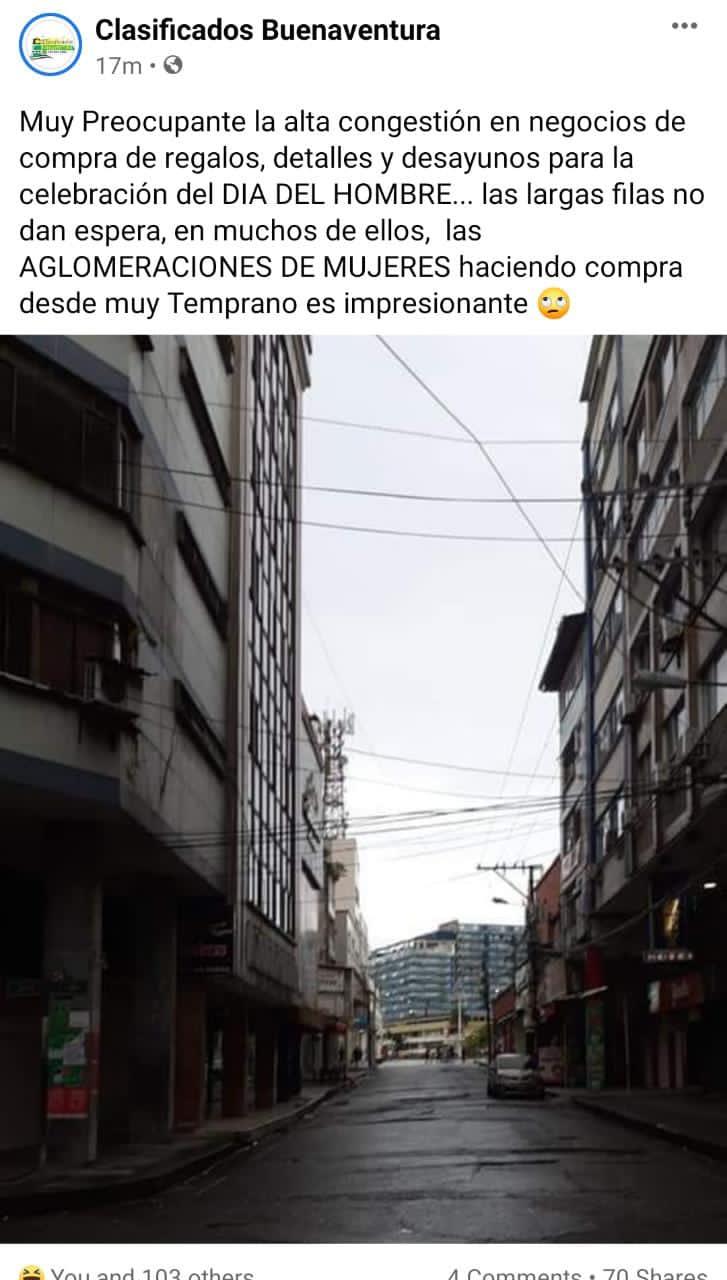 Clasificados Buenaventura
17m
Muy Preocupante la alta congestión en negocios de
compra de regalos, detalles y desayunos para la
celebración del DIA DEL HOMBRE... las largas filas no
dan espera, en muchos de ellos, las
AGLOMERACIONES DE MUJERES haciendo compra
desde muy Temprano es impresionante 🙄
You and 103 others
4 Comments • 70 Shares